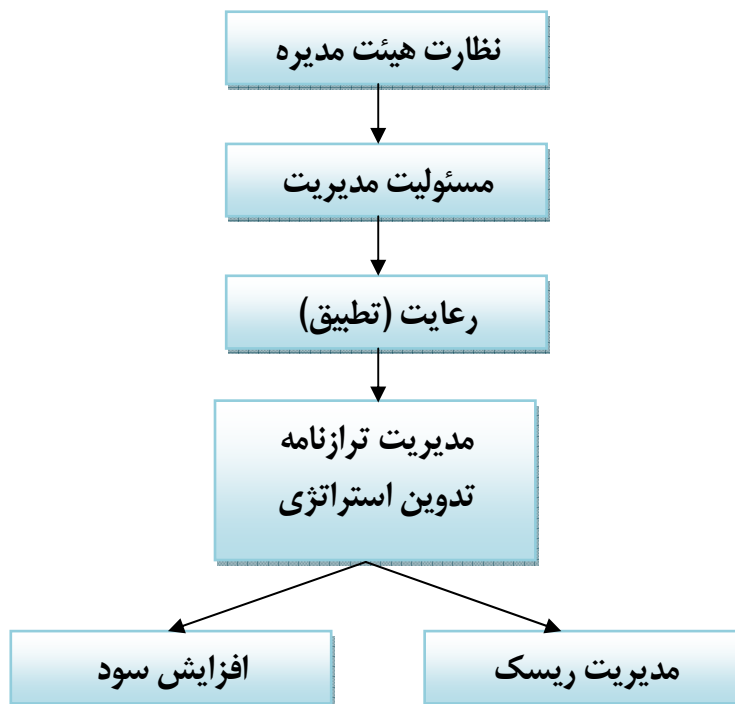 نظارت هیئت مدیره
مسئولیت مدیریت
رعایت (تطبیق)
مدیریت ترازنامه
تدوین استراتژی
مدیریت ریسک
افزایش سود